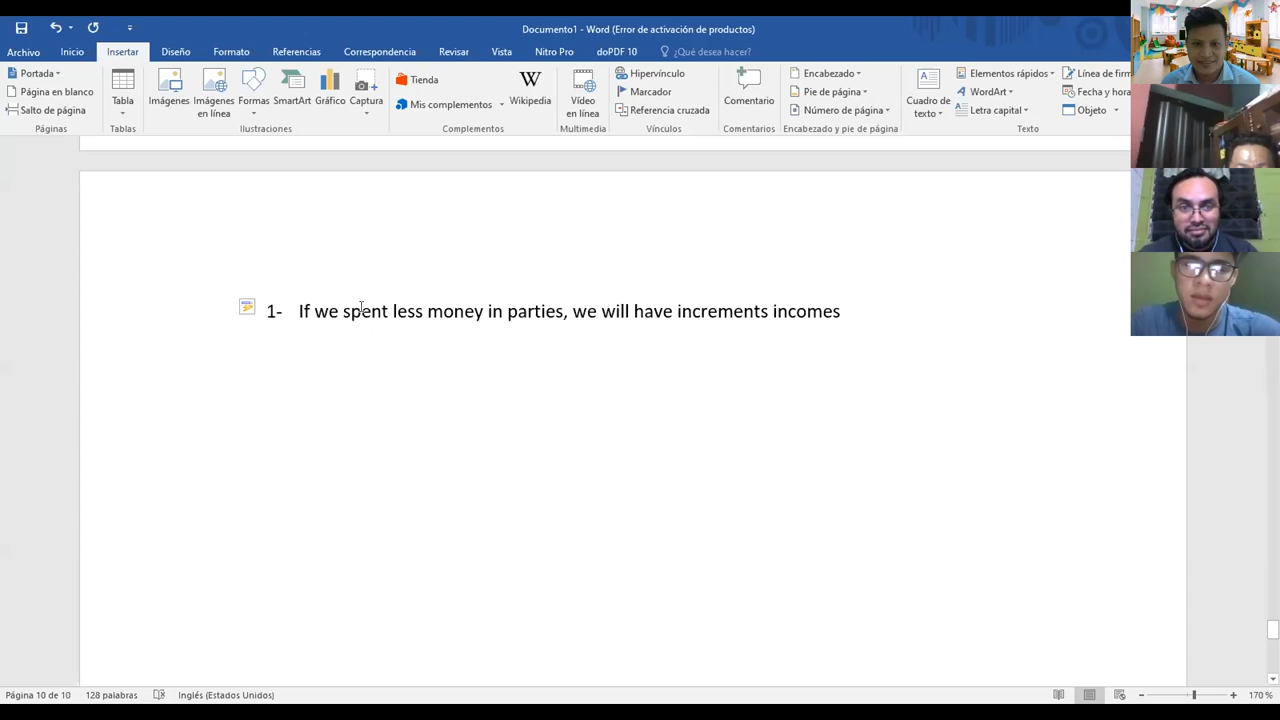 Documento1 - Word (Error de activación de productos)
Archivo Inicio Insertar Diseño Formato Referencias Correspondencia Revisar Vista Nitro Pro doPDF 10 ¿Qué desea hacer?
Portada
Página en blanco
Salto de página
Páginas
Tabla
Tablas
Imágenes
Imágenes en línea
Formas
SmartArt
Gráfico
Captura
Ilustraciones
Tienda
Mis complementos
Wikipedia
Complementos
Vídeo en línea
Multimedia
Hipervínculo
Marcador
Referencia cruzada
Vínculos
Comentario
Comentarios
Encabezado
Pie de página
Número de página
Encabezado y pie de página
Cuadro de texto
Elementos rápidos
WordArt
Letra capital
Línea de firm
Fecha y hora
Objeto
Texto
1- If we spent less money in parties, we will have increments incomes
Página 10 de 10 128 palabras Inglés (Estados Unidos) 170 %